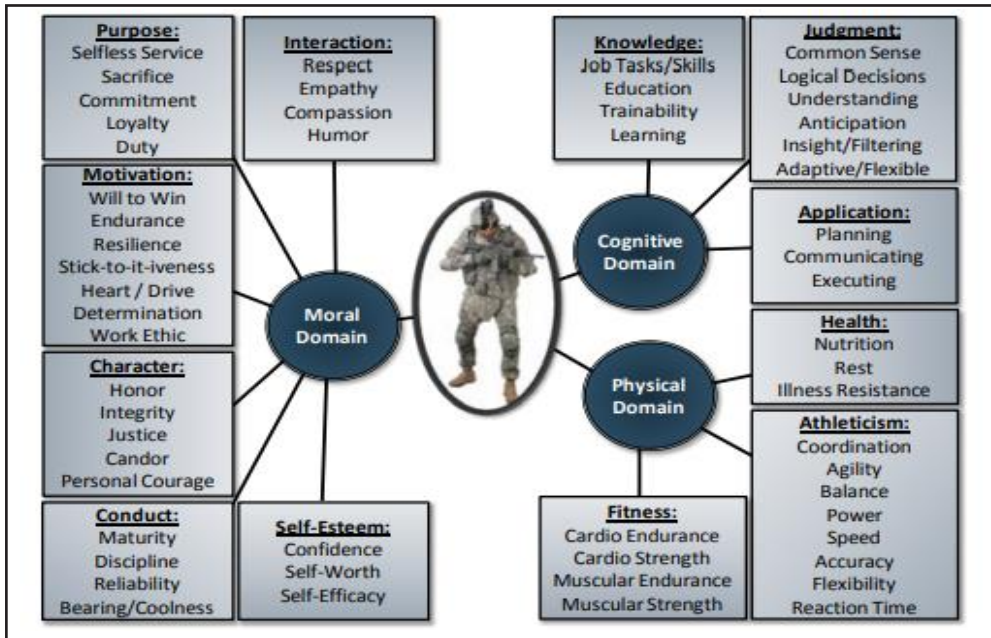 Purpose:
Selfless Service
Sacrifice
Commitment
Loyalty
Duty
Interaction:
Respect
Empathy
Compassion
Humor
Knowledge:
Job Tasks/Skills
Education
Trainability
Learning
Judgment:
Common Sense
Logical Decisions
Understanding
Anticipation
Insight/Filtering
Adaptive/Flexible
Motivation:
Will to Win
Endurance
Resilience
Stick-to-it-iveness
Heart / Drive
Determination
Work Ethic
Moral
Domain
Cognitive
Domain
Application:
Planning
Communicating
Executing
Health:
Nutrition
Rest
Illness Resistance
Physical
Domain
Character:
Honor
Integrity
Justice
Candor
Personal Courage
Athleticism:
Coordination
Agility
Balance
Power
Speed
Accuracy
Flexibility
Reaction Time
Conduct:
Maturity
Discipline
Reliability
Bearing/Coolness
Self-Esteem:
Confidence
Self-Worth
Self-Efficacy
Fitness:
Cardio Endurance
Cardio Strength
Muscular Endurance
Muscular Strength